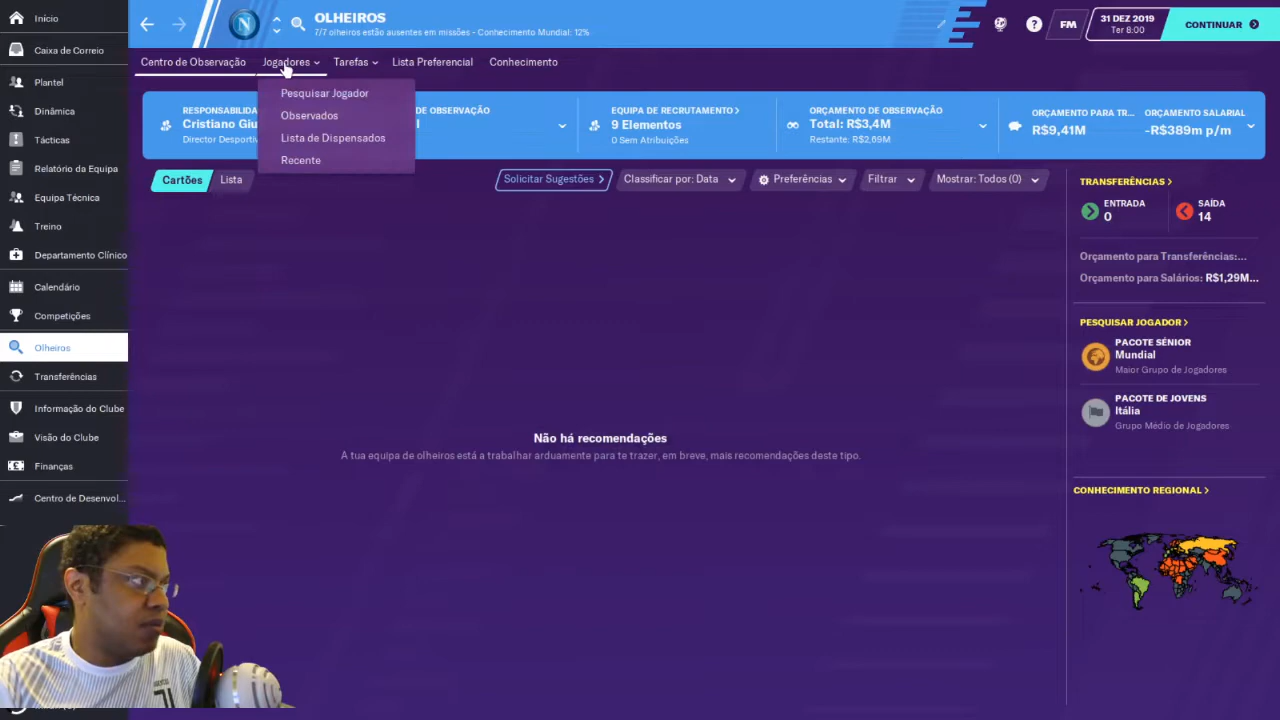 Início
Caixa de Correio
Plantel
Dinâmica
Tácticas
Relatório da Equipa
Equipa Técnica
Treino
Departamento Clínico
Calendário
Competições
Olheiros
Transferências
Informação do Clube
Visão do Clube
Finanças
Centro de Desenvol...
N
OLHEIROS
7/7 olheiros estão ausentes em missões - Conhecimento Mundial: 12%
?
FM
31 DEZ 2019
Ter 8:00
CONTINUAR
Centro de Observação
Jogadores
Tarefas
Lista Preferencial
Conhecimento
Pesquisar Jogador
Observados
Lista de Dispensados
Recente
RESPONSABILIDA
Cristiano Giu
Director Desportiv
DE OBSERVAÇÃO
EQUIPA DE RECRUTAMENTO >
9 Elementos
0 Sem Atribuições
ORÇAMENTO DE OBSERVAÇÃO
Total: R$3,4M
Restante: R$2,69M
ORÇAMENTO PARA TR...
R$9,41M
ORÇAMENTO SALARIAL
-R$389m p/m
Cartões
Lista
Solicitar Sugestões >
Classificar por: Data
Preferências
Filtrar
Mostrar: Todos (0)
Não há recomendações
A tua equipa de olheiros está a trabalhar arduamente para te trazer, em breve, mais recomendações deste tipo.
TRANSFERÊNCIAS >
ENTRADA
0
SAÍDA
14
Orçamento para Transferências:...
Orçamento para Salários: R$1,29M...
PESQUISAR JOGADOR >
PACOTE SÉNIOR
Mundial
Maior Grupo de Jogadores
PACOTE DE JOVENS
Itália
Grupo Médio de Jogadores
CONHECIMENTO REGIONAL >